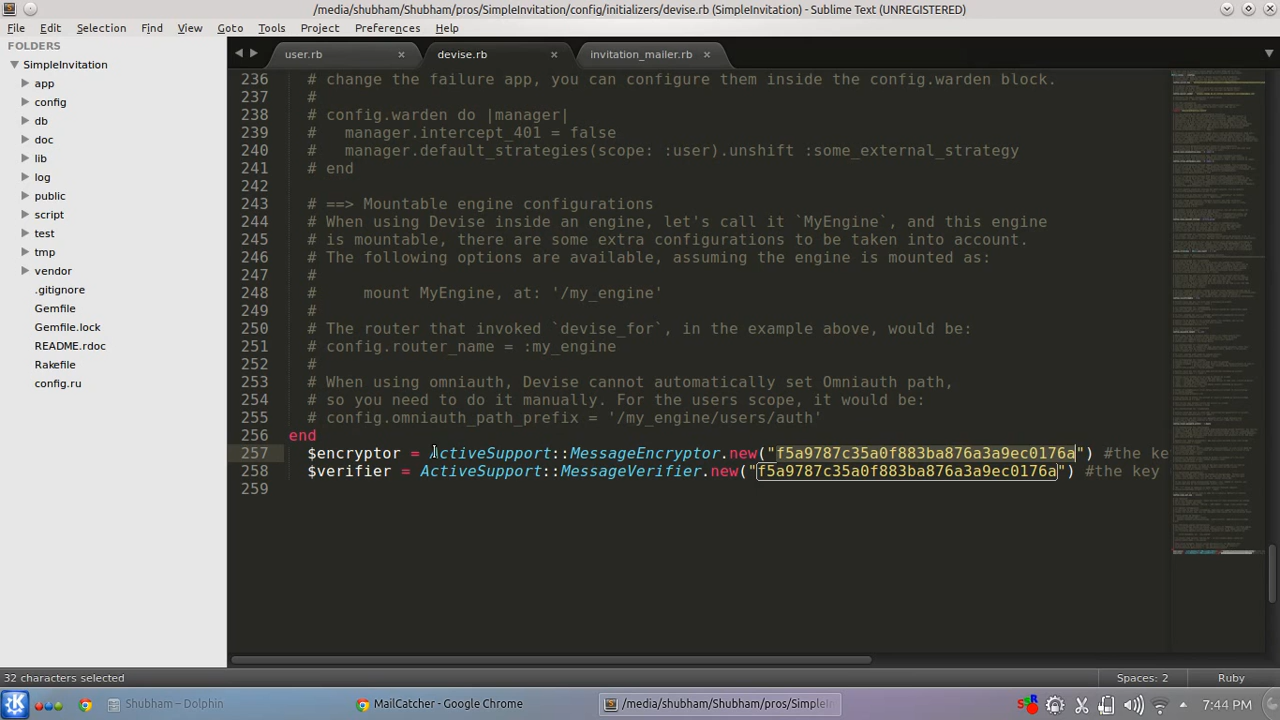 /media/shubham/Shubham/pros/SimpleInvitation/config/initializers/devise.rb (SimpleInvitation) - Sublime Text (UNREGISTERED)
File Edit Selection Find View Goto Tools Project Preferences Help
FOLDERS
SimpleInvitation
app
config
db
doc
lib
log
public
script
test
tmp
vendor
.gitignore
Gemfile
Gemfile.lock
README.rdoc
Rakefile
config.ru
user.rb devise.rb invitation_mailer.rb
236 # change the failure app, you can configure them inside the config.warden block.
237 #
238 # config.warden do |manager|
239 #   manager.intercept_401 = false
240 #   manager.default_strategies(scope: :user).unshift :some_external_strategy
241 # end
242
243 # ==> Mountable engine configurations
244 # When using Devise inside an engine, let's call it `MyEngine`, and this engine
245 # is mountable, there are some extra configurations to be taken into account.
246 # The following options are available, assuming the engine is mounted as:
247 #
248 #     mount MyEngine, at: '/my_engine'
249 #
250 # The router that invoked `devise_for`, in the example above, would be:
251 # config.router_name = :my_engine
252 #
253 # When using omniauth, Devise cannot automatically set Omniauth path,
254 # so you need to do it manually. For the users scope, it would be:
255 # config.omniauth_path_prefix = '/my_engine/users/auth'
256 end
257 $encryptor = ActiveSupport::MessageEncryptor.new("f5a9787c35a0f883ba876a3a9ec0176a") #the ke
258 $verifier = ActiveSupport::MessageVerifier.new("f5a9787c35a0f883ba876a3a9ec0176a") #the key
259
32 characters selected
Spaces: 2
Ruby
Shubham – Dolphin
MailCatcher - Google Chrome
/media/shubham/Shubham/pros/SimpleIn
7:44 PM